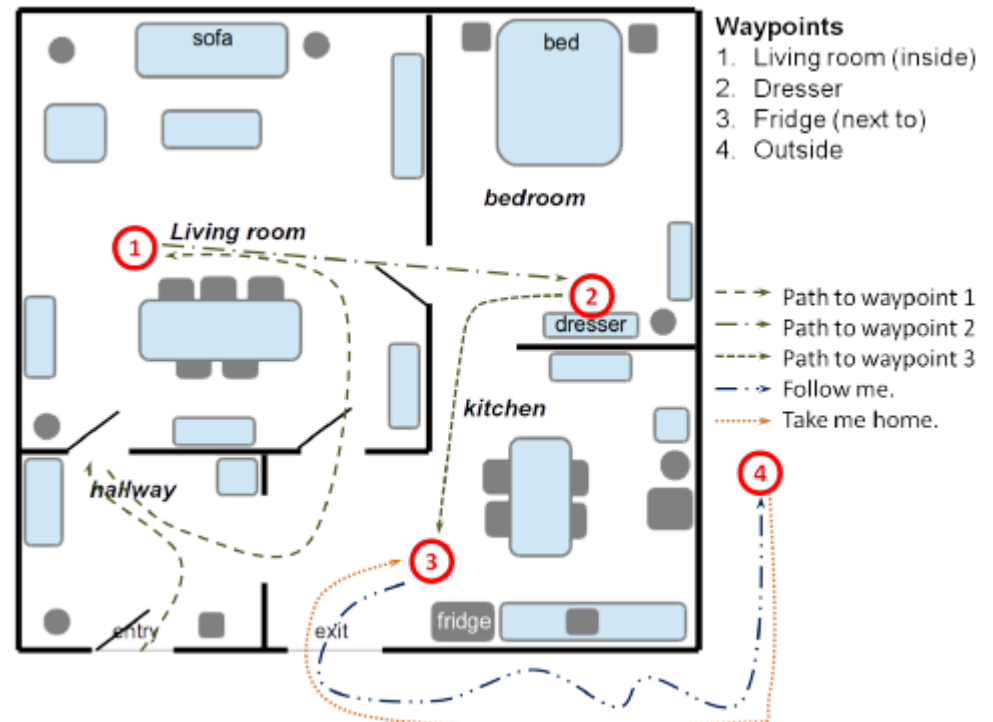 sofa
bed
bedroom
Living room
1
2
dresser
kitchen
hallway
3
4
fridge
entry
exit
Waypoints
1. Living room (inside)
2. Dresser
3. Fridge (next to)
4. Outside
Path to waypoint 1
Path to waypoint 2
Path to waypoint 3
Follow me.
Take me home.